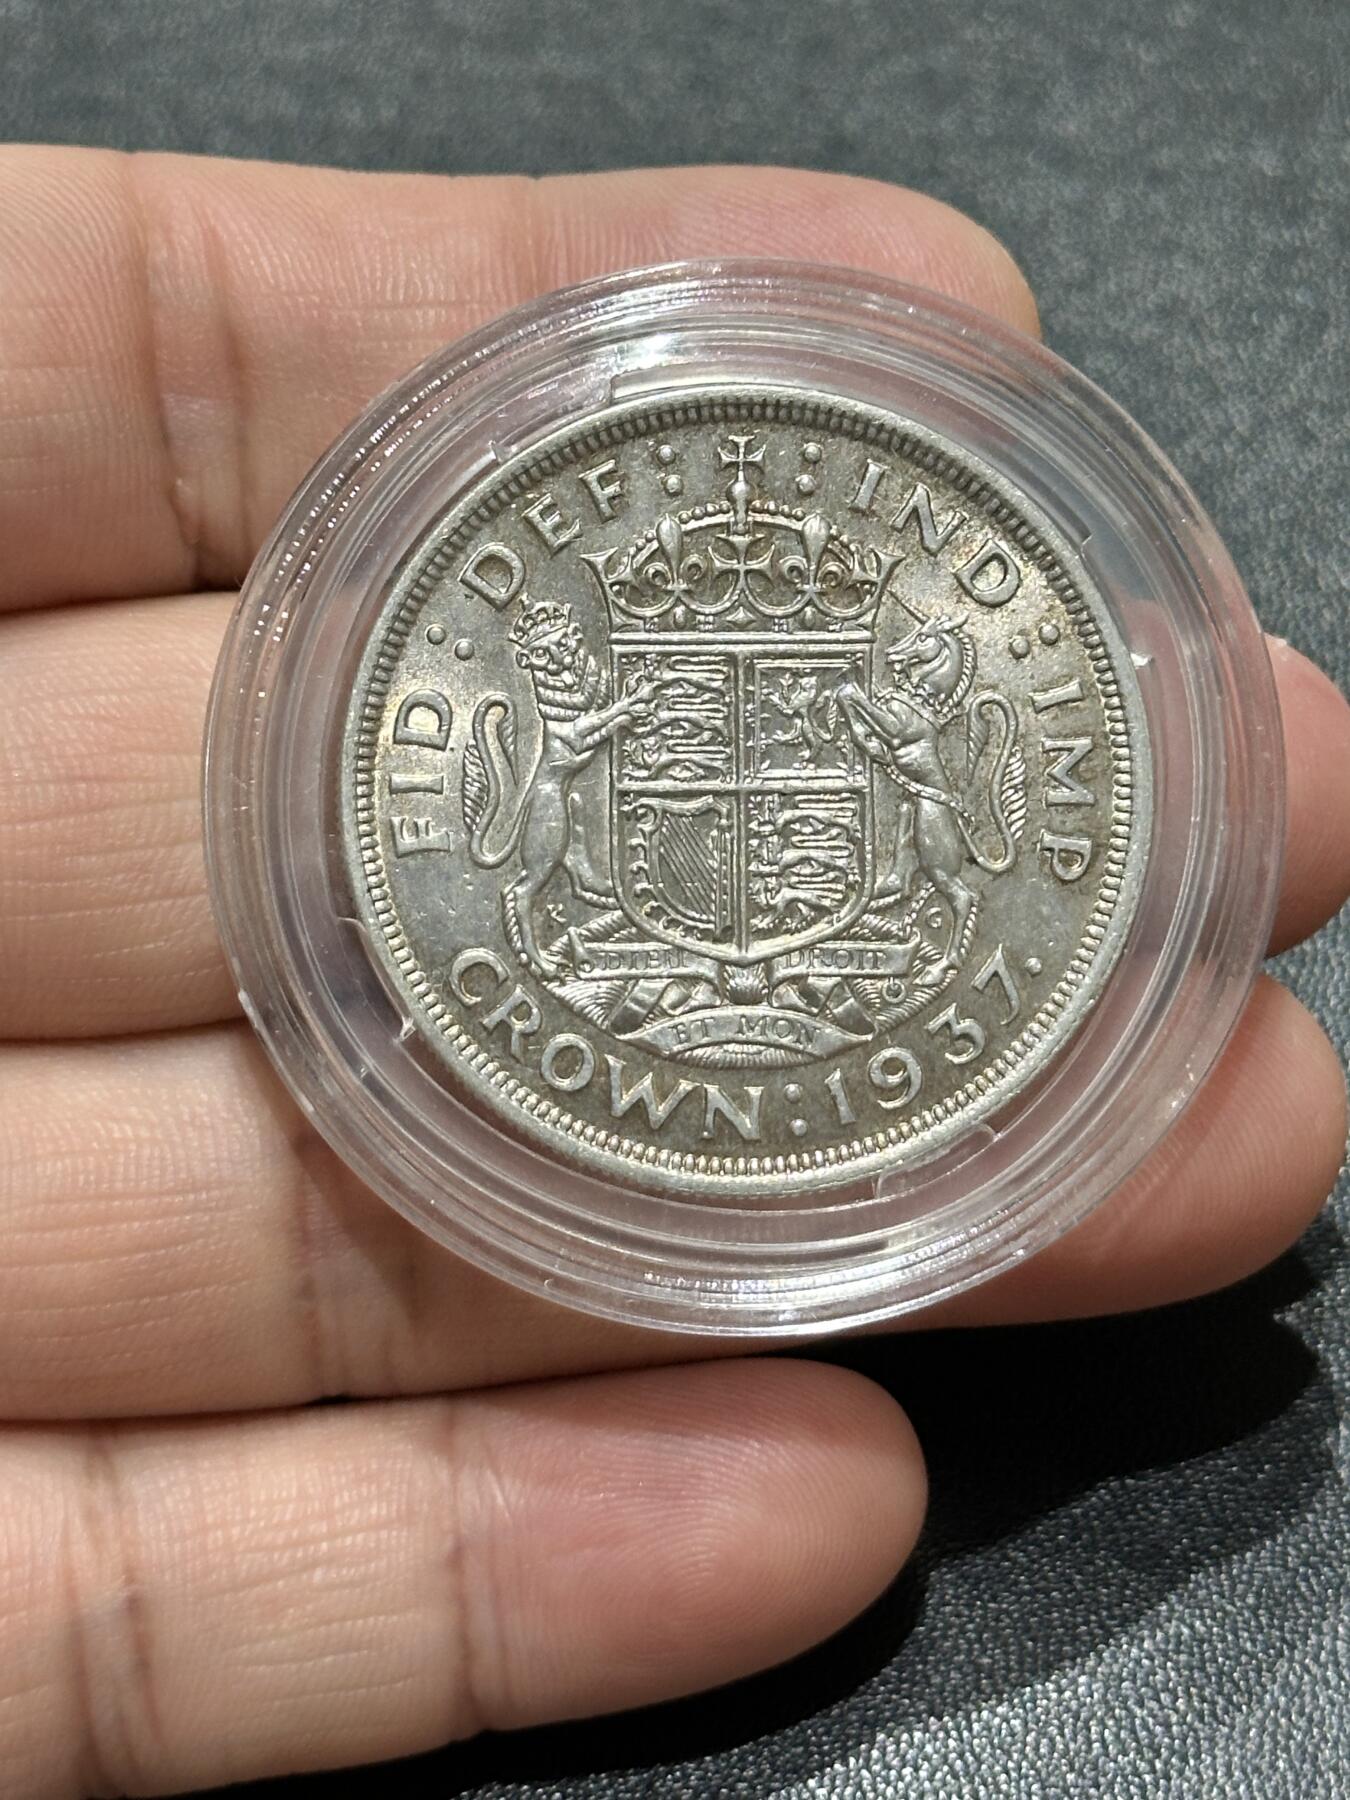 FID : DEF : IND : IMP
CROWN : 1937.
DIEU ET MON DROIT
K G